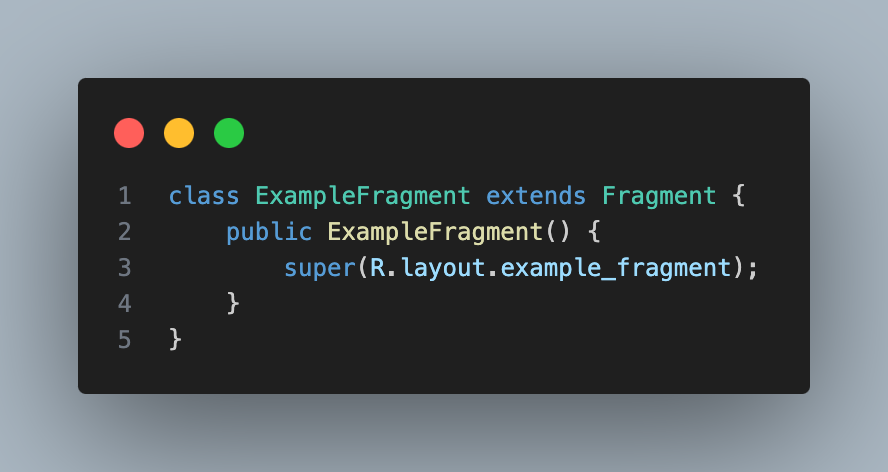 1 class ExampleFragment extends Fragment {
2     public ExampleFragment() {
3         super(R.layout.example_fragment);
4     }
5 }